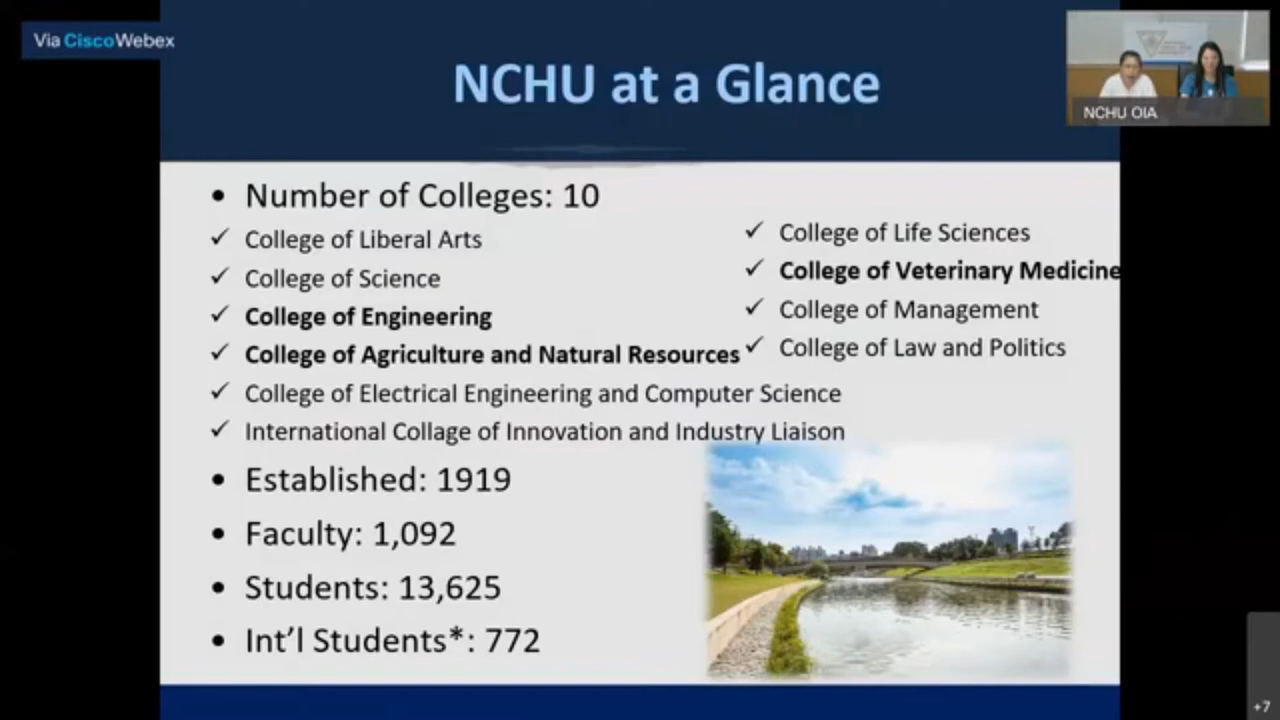 Via CiscoWebex
NCHU at a Glance
NCHU OIA
• Number of Colleges: 10
✓ College of Liberal Arts
✓ College of Science
✓ College of Engineering
✓ College of Agriculture and Natural Resources
✓ College of Electrical Engineering and Computer Science
✓ International Collage of Innovation and Industry Liaison
✓ College of Life Sciences
✓ College of Veterinary Medicine
✓ College of Management
✓ College of Law and Politics
• Established: 1919
• Faculty: 1,092
• Students: 13,625
• Int'l Students*: 772
+7